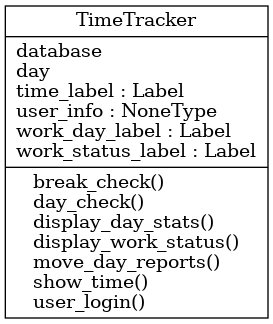 TimeTracker
database
day
time_label : Label
user_info : NoneType
work_day_label : Label
work_status_label : Label
break_check()
day_check()
display_day_stats()
display_work_status()
move_day_reports()
show_time()
user_login()